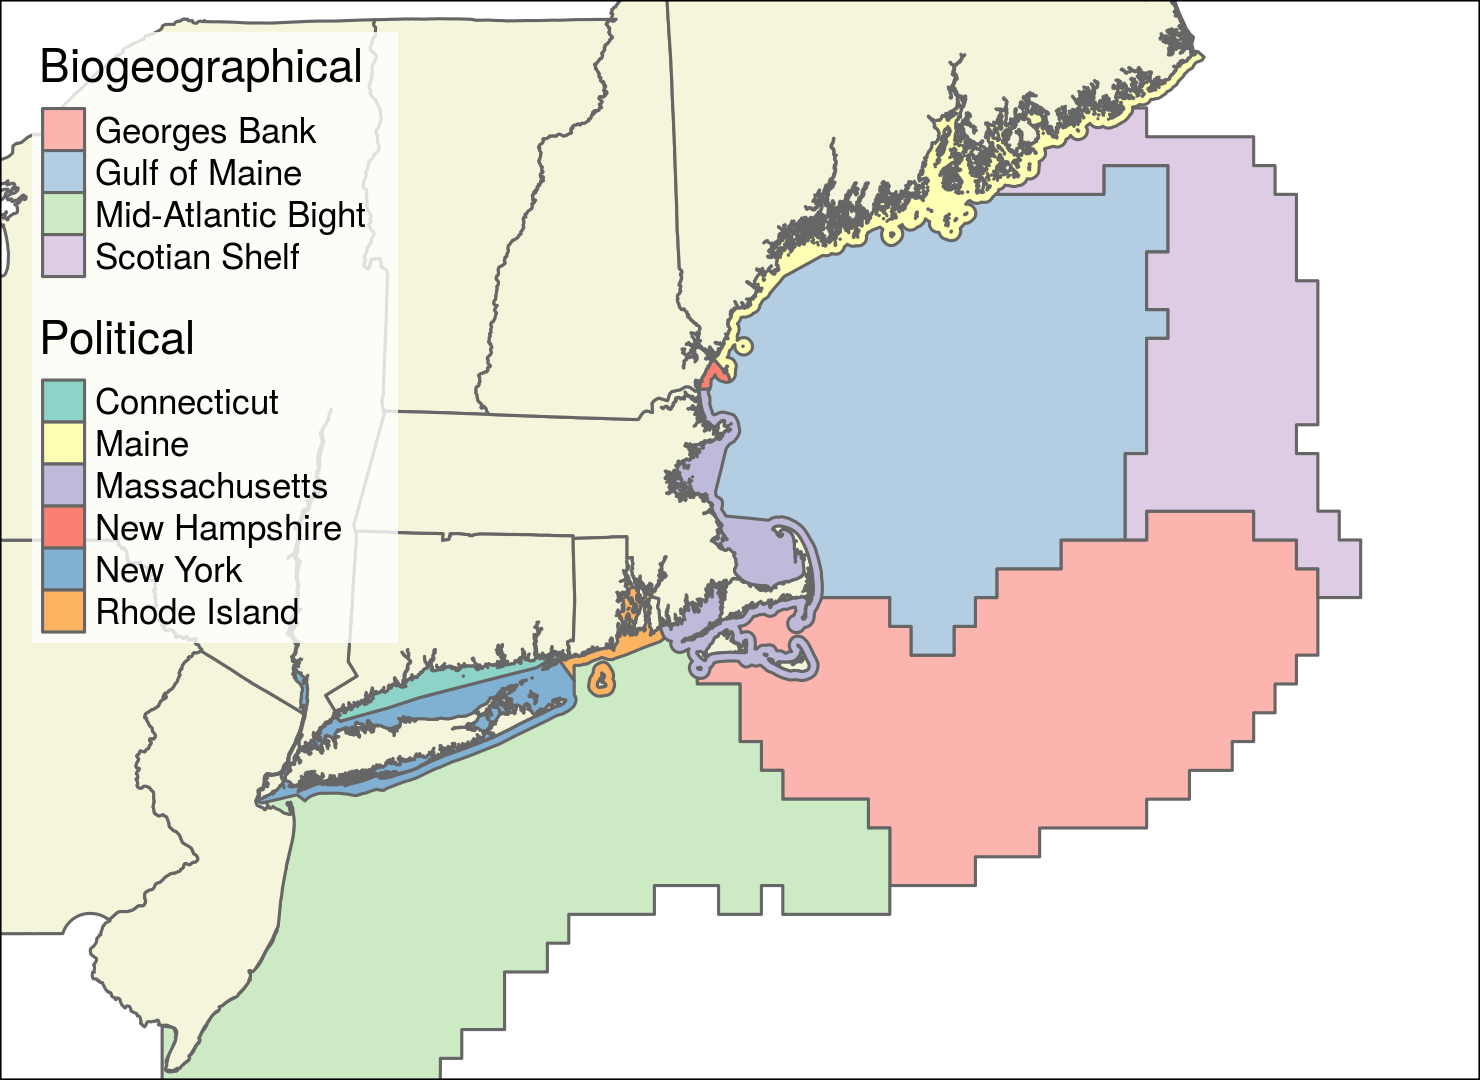 Biogeographical
Georges Bank
Gulf of Maine
Mid-Atlantic Bight
Scotian Shelf
Political
Connecticut
Maine
Massachusetts
New Hampshire
New York
Rhode Island